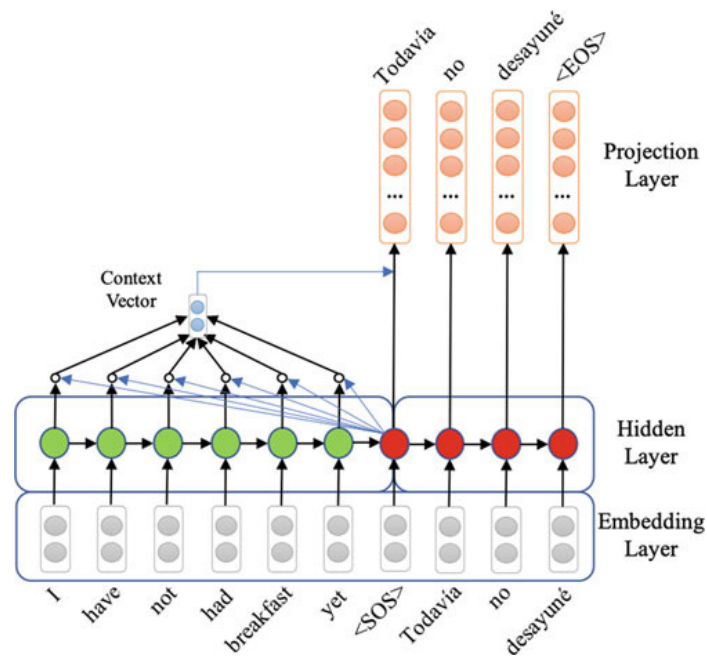 Todavía
no
desayuné
<EOS>
...
...
...
...
Projection
Layer
Context
Vector
Hidden
Layer
Embedding
Layer
I
have
not
had
breakfast
yet
<SOS>
Todavía
no
desayuné